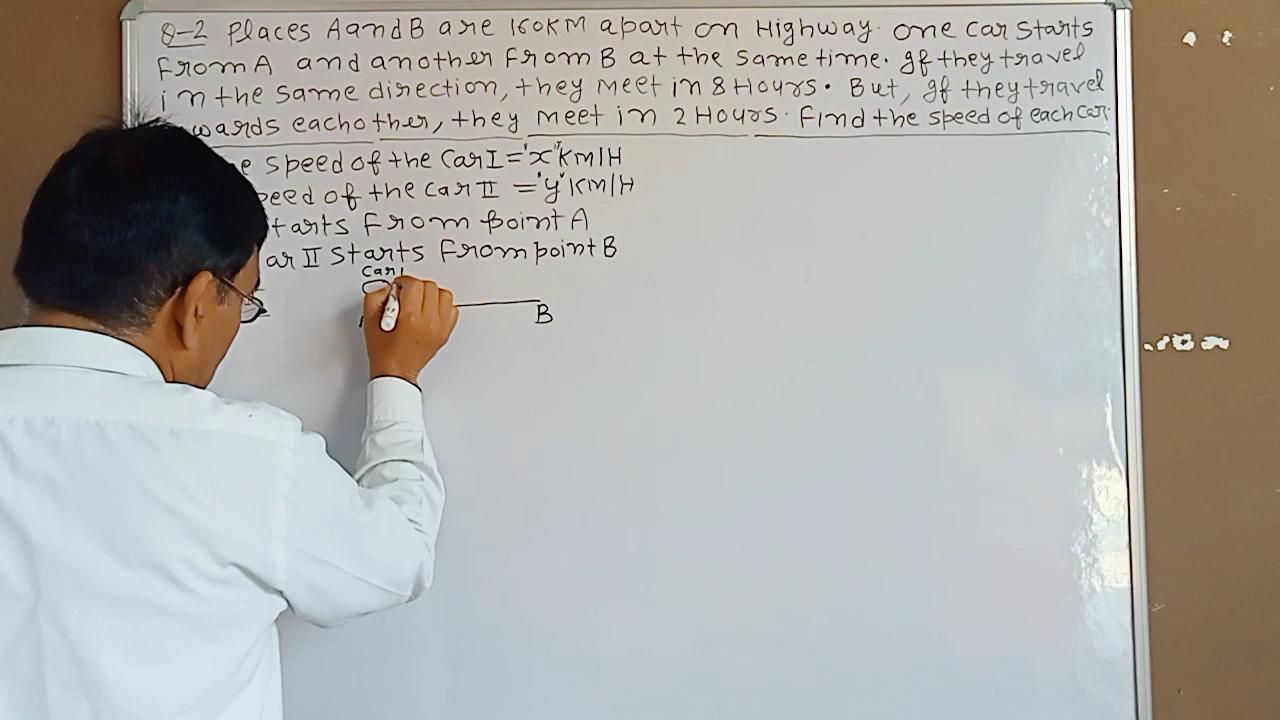 Q-2 Places A and B are 160KM apart on Highway. one car starts
From A and another From B at the same time. If they travel
in the same direction, they meet in 8 Hours. But, If they travel
wards each other, they meet in 2 Hours. Find the speed of each car.
speed of the Car I = "x" KM/H
peed of the Car II = "y" KM/H
tarts From point A
ar II starts From point B
Car I
B